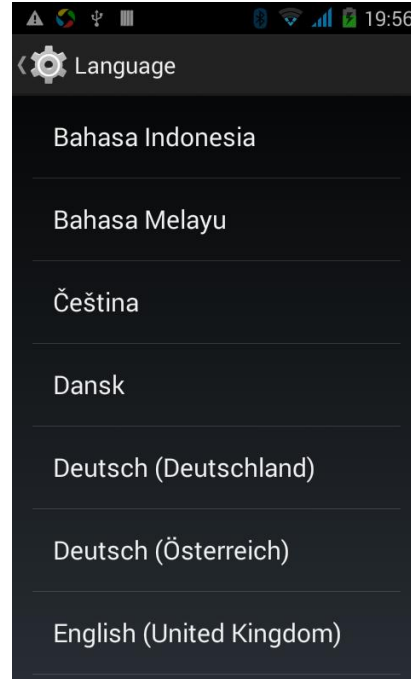 19:56
Language
Bahasa Indonesia
Bahasa Melayu
Čeština
Dansk
Deutsch (Deutschland)
Deutsch (Österreich)
English (United Kingdom)